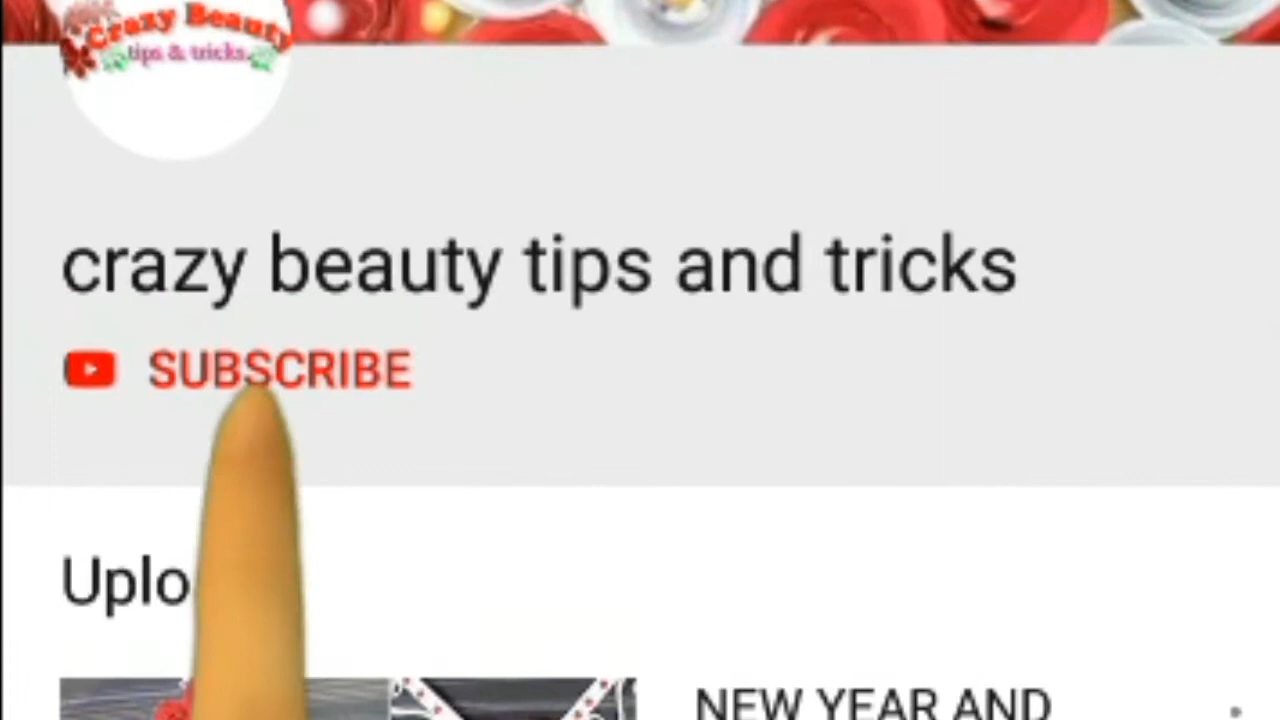 Crazy Beauty
tips & tricks
crazy beauty tips and tricks
SUBSCRIBE
Uplo
NEW YEAR AND